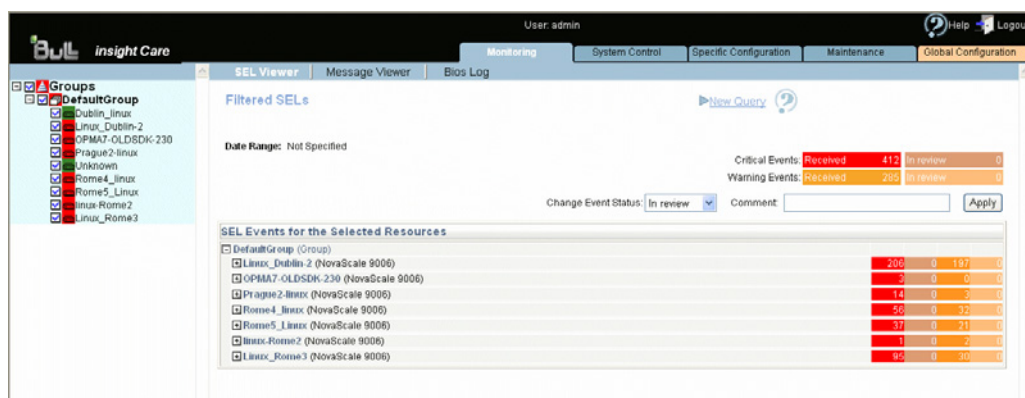 User: admin
Help Logou
Bull insight Care
Monitoring System Control Specific Configuration Maintenance Global Configuration
SEL Viewer Message Viewer Bios Log
Groups
DefaultGroup
Dublin_linux
Linux_Dublin-2
OPMA7-OLDSDK-230
Prague2-linux
Unknown
Rome4_linux
Rome5_Linux
linux-Rome2
Linux_Rome3
Filtered SELs
New Query
Date Range: Not Specified
Critical Events: Received 412 In review 0
Warning Events: Received 285 In review 0
Change Event Status: In review Comment: Apply
SEL Events for the Selected Resources
DefaultGroup (Group)
Linux_Dublin-2 (NovaScale 9006) 206 0 197 0
OPMA7-OLDSDK-230 (NovaScale 9006) 3 0 0 0
Prague2-linux (NovaScale 9006) 14 0 3 0
Rome4_linux (NovaScale 9006) 56 0 32 0
Rome5_Linux (NovaScale 9006) 37 0 21 0
linux-Rome2 (NovaScale 9006) 1 0 2 0
Linux_Rome3 (NovaScale 9006) 95 0 30 0